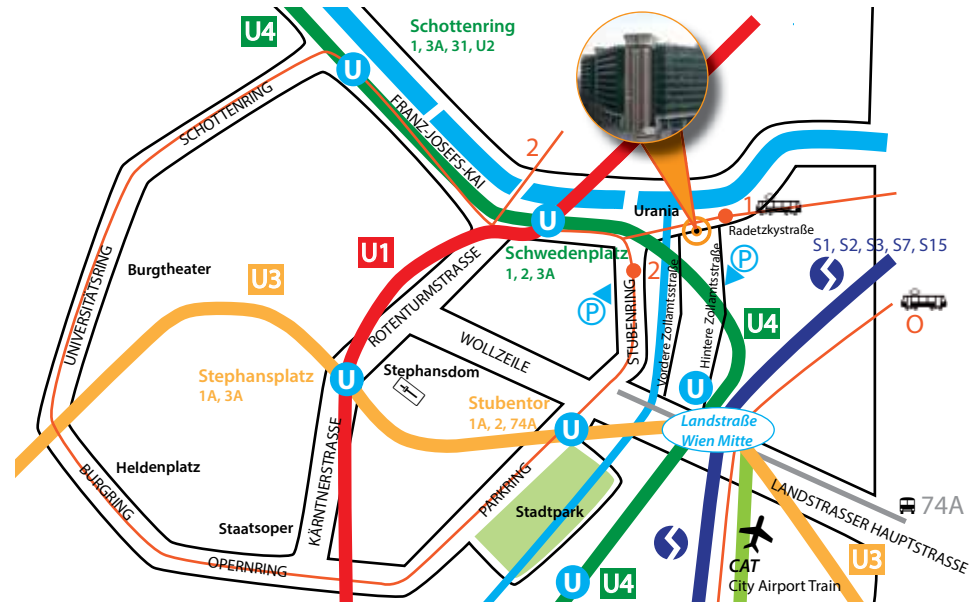 U4
Schottenring
1, 3A, 31, U2
U
SCHOTTENRING
FRANZ-JOSEFS-KAI
2
1
Urania
Radetzkystraße
U
U1
Schwedenplatz
1, 2, 3A
S1, S2, S3, S7, S15
Burgtheater
U3
UNIVERSITÄTSRING
ROTENTURMSTRASSE
2
P
P
STUBENRING
Vordere Zollamtsstraße
Hintere Zollamtsstraße
U4
O
WOLLZEILE
Stephansplatz
1A, 3A
U
Stephansdom
Stubentor
1A, 2, 74A
U
U
Landstraße
Wien Mitte
KÄRNTNERSTRASSE
Heldenplatz
BURGRING
PARKRING
Stadtpark
LANDSTRASSER HAUPTSTRASSE
74A
Staatsoper
OPERNRING
U
U4
CAT
City Airport Train
U3